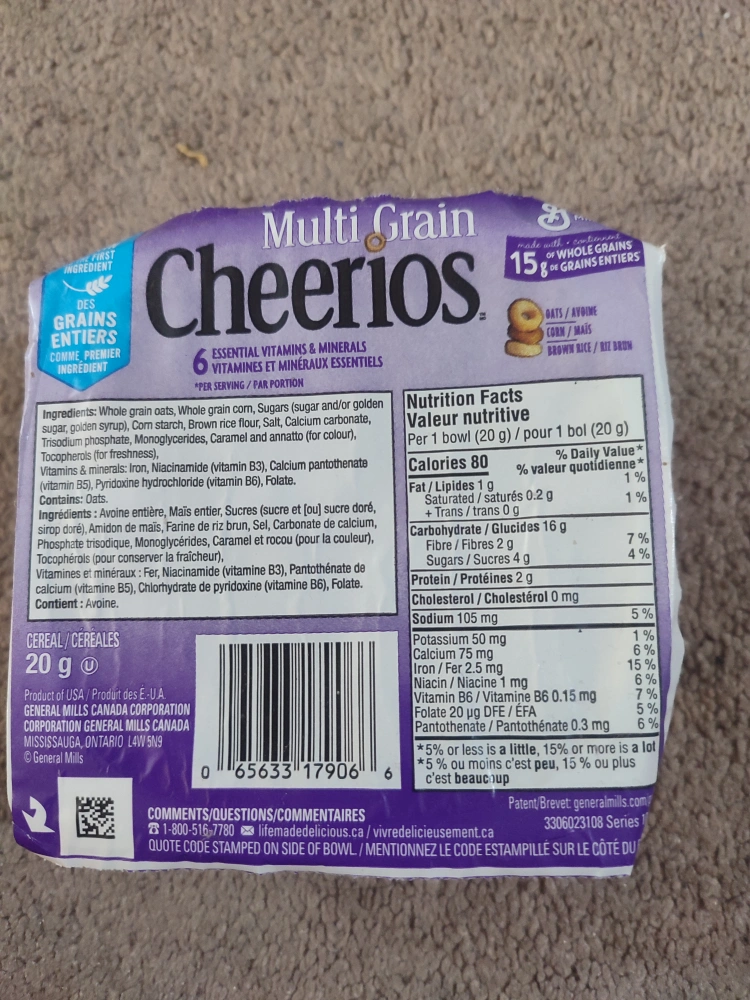 Multi Grain
Cheerios
FIRST
INGREDIENT
DES
GRAINS
ENTIERS
COMME PREMIER
INGRÉDIENT
made with • contiennent
15 g OF WHOLE GRAINS
DE GRAINS ENTIERS
OATS / AVOINE
CORN / MAÏS
BROWN RICE / RIZ BRUN
6 ESSENTIAL VITAMINS & MINERALS
VITAMINES ET MINÉRAUX ESSENTIELS
*PER SERVING / PAR PORTION
Ingredients: Whole grain oats, Whole grain corn, Sugars (sugar and/or golden
sugar, golden syrup), Corn starch, Brown rice flour, Salt, Calcium carbonate,
Trisodium phosphate, Monoglycerides, Caramel and annatto (for colour),
Tocopherols (for freshness),
Vitamins & minerals: Iron, Niacinamide (vitamin B3), Calcium pantothenate
(vitamin B5), Pyridoxine hydrochloride (vitamin B6), Folate.
Contains: Oats.
Ingrédients : Avoine entière, Maïs entier, Sucres (sucre et [ou] sucre doré,
sirop doré), Amidon de maïs, Farine de riz brun, Sel, Carbonate de calcium,
Phosphate trisodique, Monoglycérides, Caramel et rocou (pour la couleur),
Tocophérols (pour conserver la fraîcheur),
Vitamines et minéraux : Fer, Niacinamide (vitamine B3), Pantothénate de
calcium (vitamine B5), Chlorhydrate de pyridoxine (vitamine B6), Folate.
Contient : Avoine.
Nutrition Facts
Valeur nutritive
Per 1 bowl (20 g) / pour 1 bol (20 g)
Calories 80
% Daily Value*
% valeur quotidienne*
Fat / Lipides 1 g 1 %
Saturated / saturés 0.2 g
+ Trans / trans 0 g 1 %
Carbohydrate / Glucides 16 g
Fibre / Fibres 2 g 7 %
Sugars / Sucres 4 g 4 %
Protein / Protéines 2 g
Cholesterol / Cholestérol 0 mg
Sodium 105 mg 5 %
Potassium 50 mg 1 %
Calcium 75 mg 6 %
Iron / Fer 2.5 mg 15 %
Niacin / Niacine 1 mg 6 %
Vitamin B6 / Vitamine B6 0.15 mg 7 %
Folate 20 µg DFE / ÉFA 5 %
Pantothenate / Pantothénate 0.3 mg 6 %
*5% or less is a little, 15% or more is a lot
*5 % ou moins c'est peu, 15 % ou plus
c'est beaucoup
CEREAL / CÉRÉALES
20 g U
Product of USA / Produit des É.-U.A.
GENERAL MILLS CANADA CORPORATION
CORPORATION GENERAL MILLS CANADA
MISSISSAUGA, ONTARIO L4W 5N9
© General Mills
0 65633 17906 6
Patent/Brevet: generalmills.com
3306023108 Series
COMMENTS/QUESTIONS/COMMENTAIRES
1-800-516-7780 lifemadedelicious.ca / vivredelicieusement.ca
QUOTE CODE STAMPED ON SIDE OF BOWL / MENTIONNEZ LE CODE ESTAMPILLÉ SUR LE CÔTÉ DU